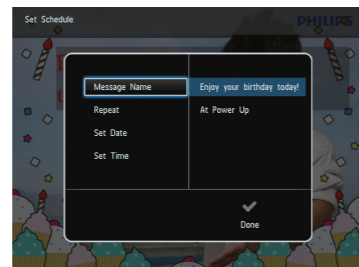 Set Schedule
PHILIPS
Message Name
Enjoy your birthday today!
Repeat
At Power Up
Set Date
Set Time
Done